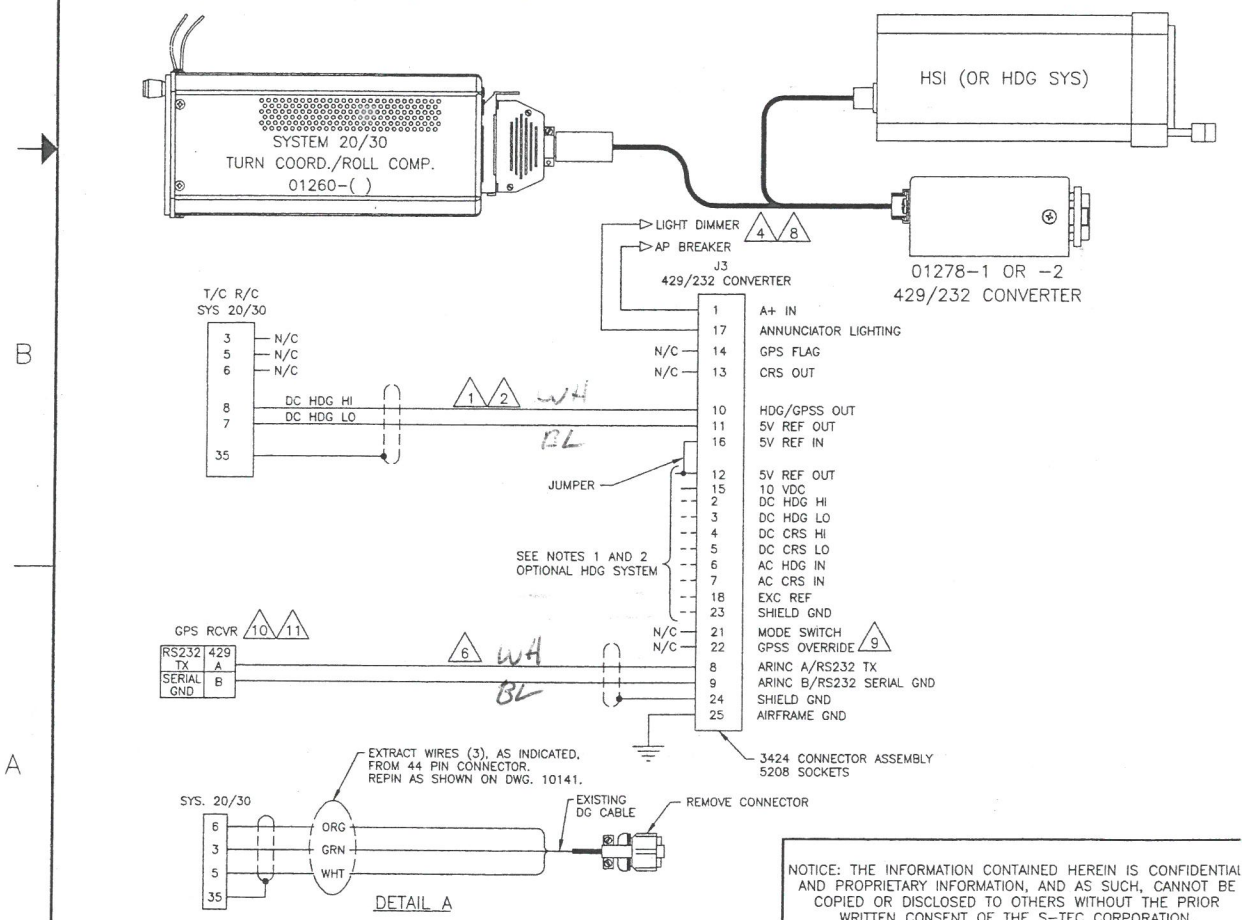 HSI (OR HDG SYS)
SYSTEM 20/30
TURN COORD./ROLL COMP.
01260-( )
LIGHT DIMMER 4 8
AP BREAKER
01278-1 OR -2
429/232 CONVERTER
J3
429/232 CONVERTER
T/C R/C
SYS 20/30
3 N/C
5 N/C
6 N/C
8 DC HDG HI 1 2 WH
7 DC HDG LO BL
35
1 A+ IN
17 ANNUNCIATOR LIGHTING
N/C 14 GPS FLAG
N/C 13 CRS OUT
10 HDG/GPSS OUT
11 5V REF OUT
16 5V REF IN
JUMPER
12 5V REF OUT
15 10 VDC
2 DC HDG HI
3 DC HDG LO
4 DC CRS HI
5 DC CRS LO
6 AC HDG IN
7 AC CRS IN
18 EXC REF
23 SHIELD GND
SEE NOTES 1 AND 2
OPTIONAL HDG SYSTEM
N/C 21 MODE SWITCH
N/C 22 GPSS OVERRIDE 9
8 ARINC A/RS232 TX
9 ARINC B/RS232 SERIAL GND
24 SHIELD GND
25 AIRFRAME GND
B
GPS RCVR 10 11
RS232 429
TX A
SERIAL B
GND
6 WH
BL
3424 CONNECTOR ASSEMBLY
5208 SOCKETS
A
EXTRACT WIRES (3), AS INDICATED,
FROM 44 PIN CONNECTOR.
REPIN AS SHOWN ON DWG. 10141.
SYS. 20/30
EXISTING
DG CABLE
REMOVE CONNECTOR
6 ORG
3 GRN
5 WHT
35
DETAIL A
NOTICE: THE INFORMATION CONTAINED HEREIN IS CONFIDENTIAL
AND PROPRIETARY INFORMATION, AND AS SUCH, CANNOT BE
COPIED OR DISCLOSED TO OTHERS WITHOUT THE PRIOR
WRITTEN CONSENT OF THE S-TEC CORPORATION